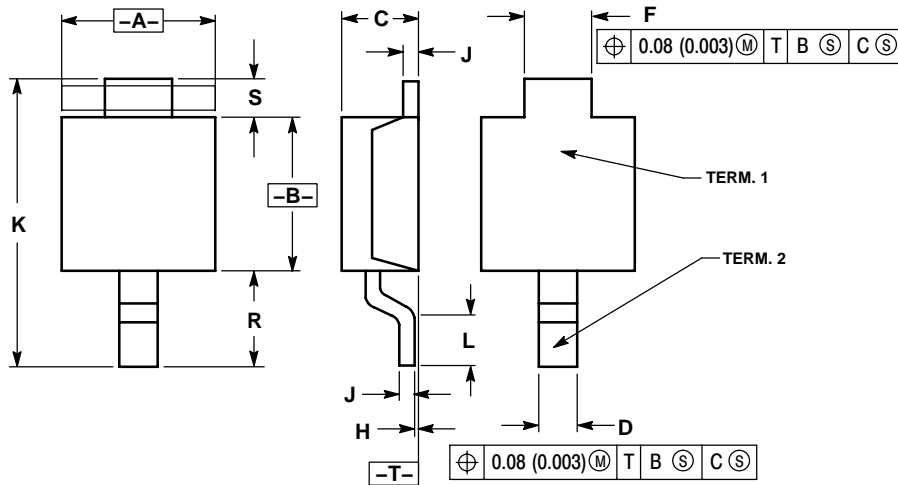 –A–
C
F
⌖ 0.08 (0.003) Ⓜ T B Ⓢ C Ⓢ
J
S
–B–
K
TERM. 1
TERM. 2
R
L
J
H
D
⌖ 0.08 (0.003) Ⓜ T B Ⓢ C Ⓢ
–T–